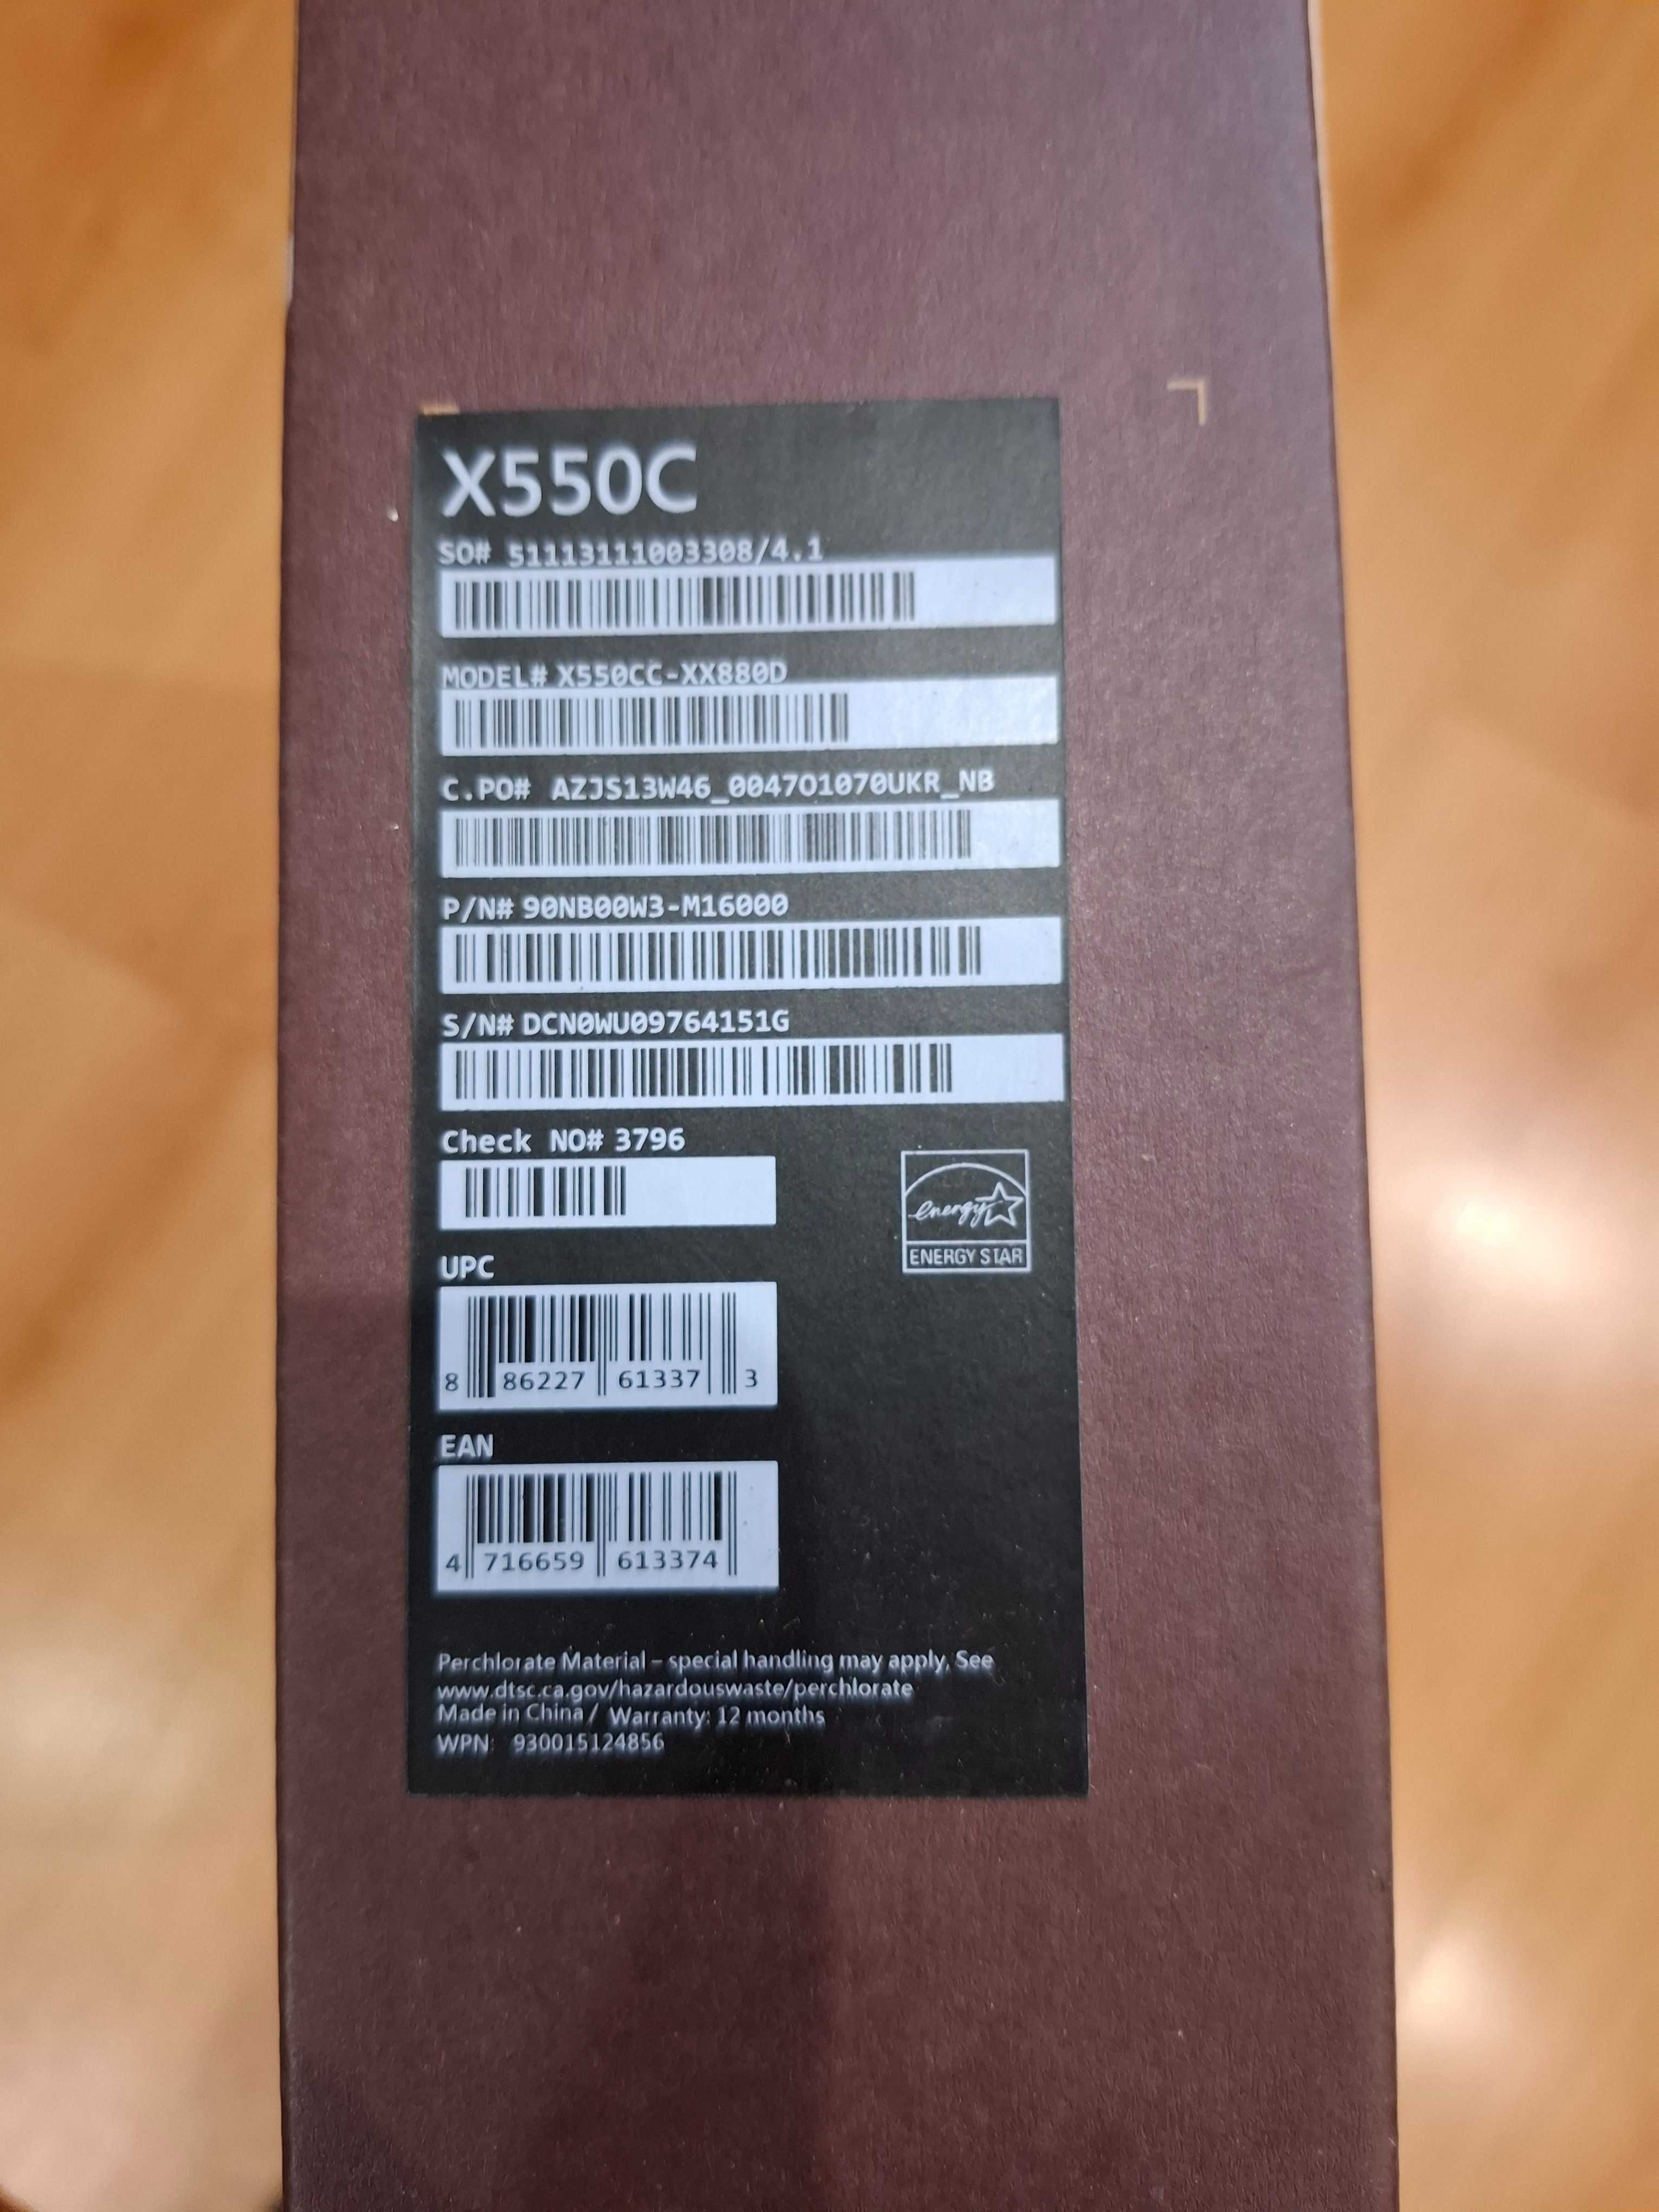 X550C
SO# 51113111003308/4.1
MODEL# X550CC-XX880D
C.PO# AZJS13W46_0047O1070UKR_NB
P/N# 90NB00W3-M16000
S/N# DCN0WU09764151G
Check NO# 3796
energy
ENERGY STAR
UPC
8 86227 61337 3
EAN
4 716659 613374
Perchlorate Material – special handling may apply, See
www.dtsc.ca.gov/hazardouswaste/perchlorate
Made in China / Warranty: 12 months
WPN: 930015124856